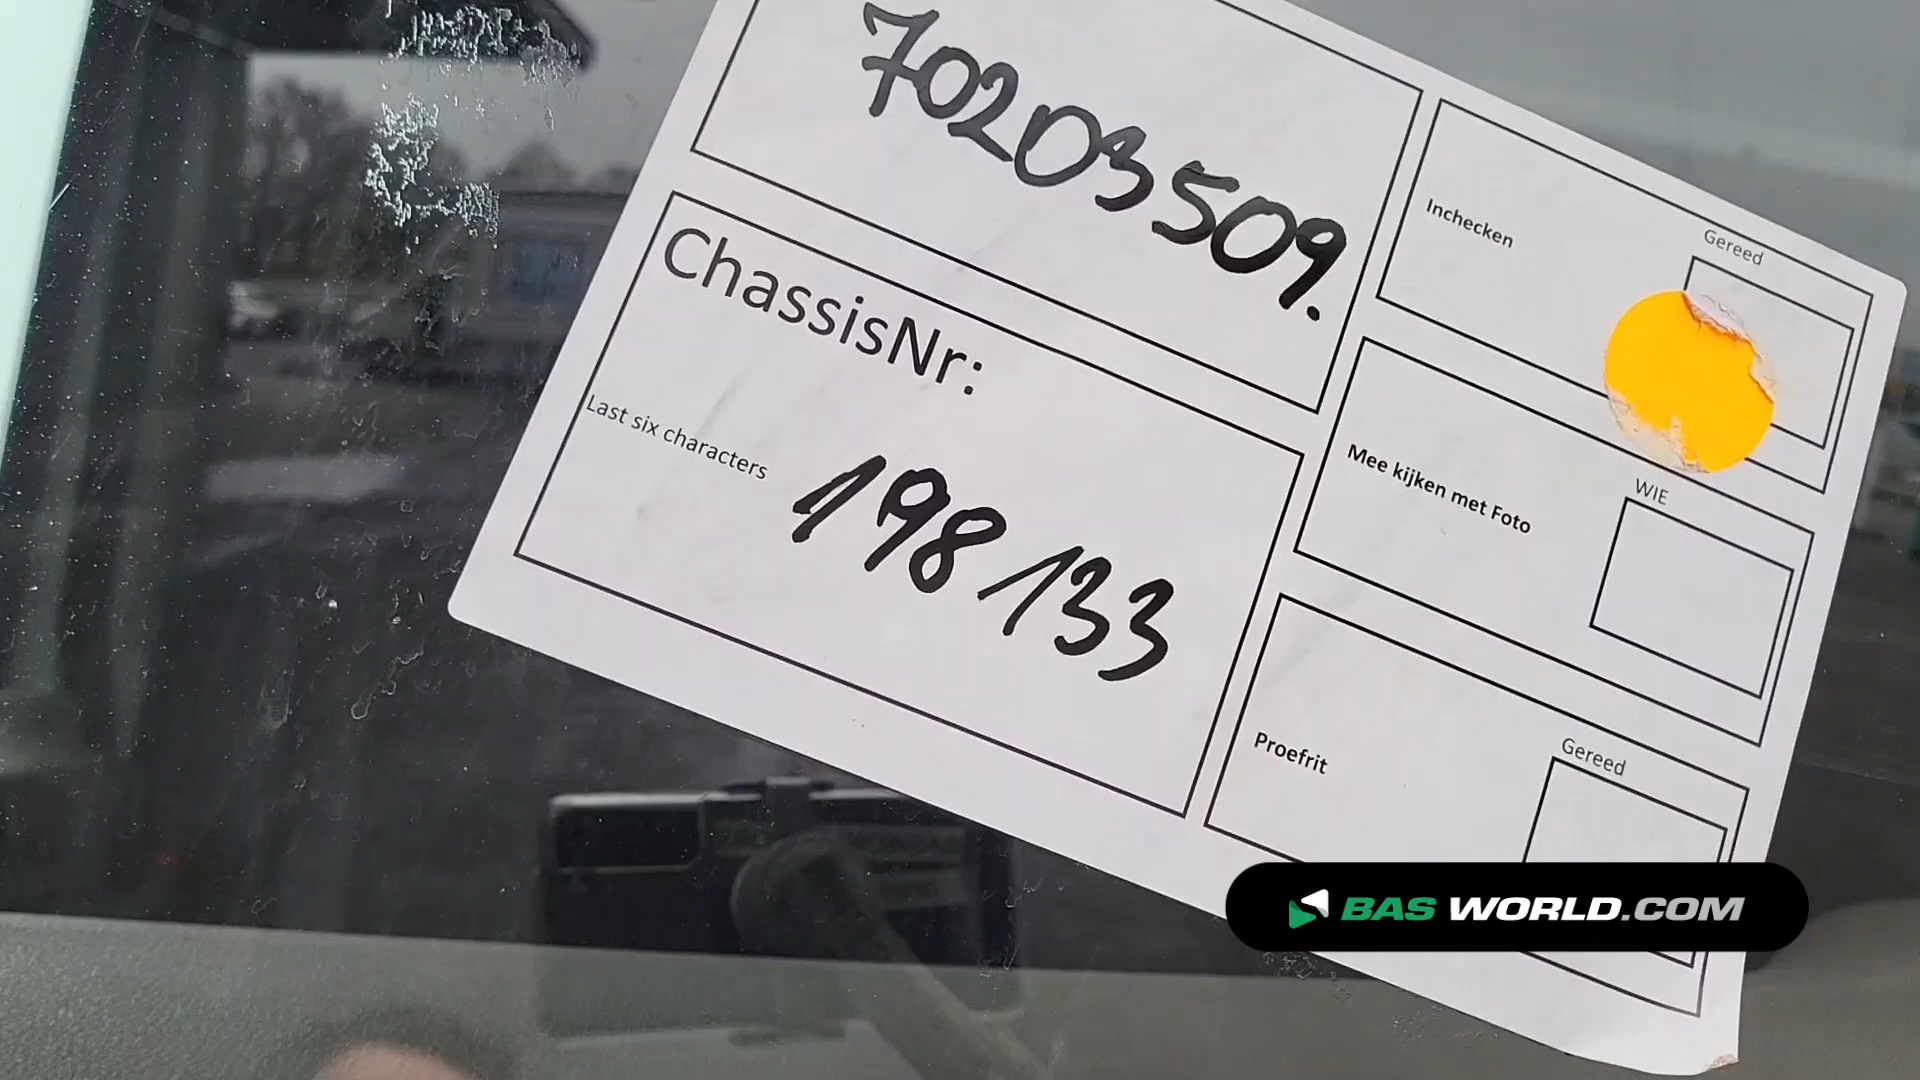 70203509.
ChassisNr:
Last six characters
198133
Inchecken
Gereed
Mee kijken met Foto
WIE
Proefrit
Gereed
BAS WORLD.COM